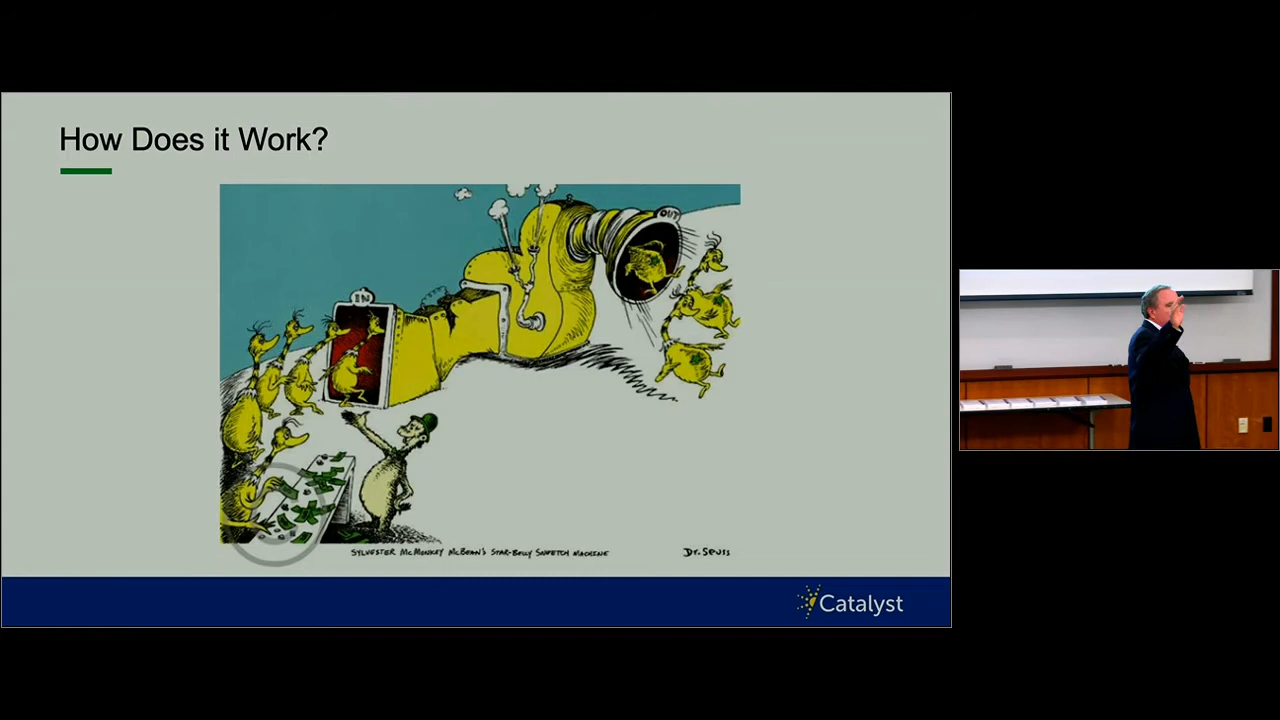 How Does it Work?
OUT
IN
SYLVESTER MCMONKEY MCBEAN'S STAR-BELLY SNEETCH MACHINE
Dr. Seuss
Catalyst